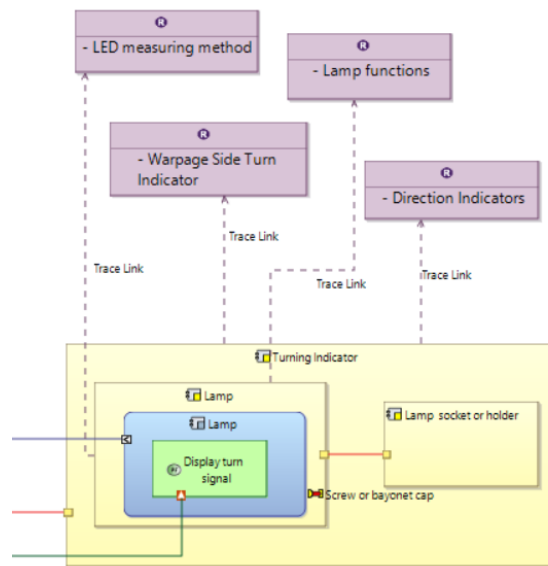 R
- LED measuring method
R
- Lamp functions
R
- Warpage Side Turn
Indicator
R
- Direction Indicators
Trace Link
Trace Link
Trace Link
Trace Link
Turning Indicator
Lamp
Lamp socket or holder
Lamp
Display turn
signal
Screw or bayonet cap